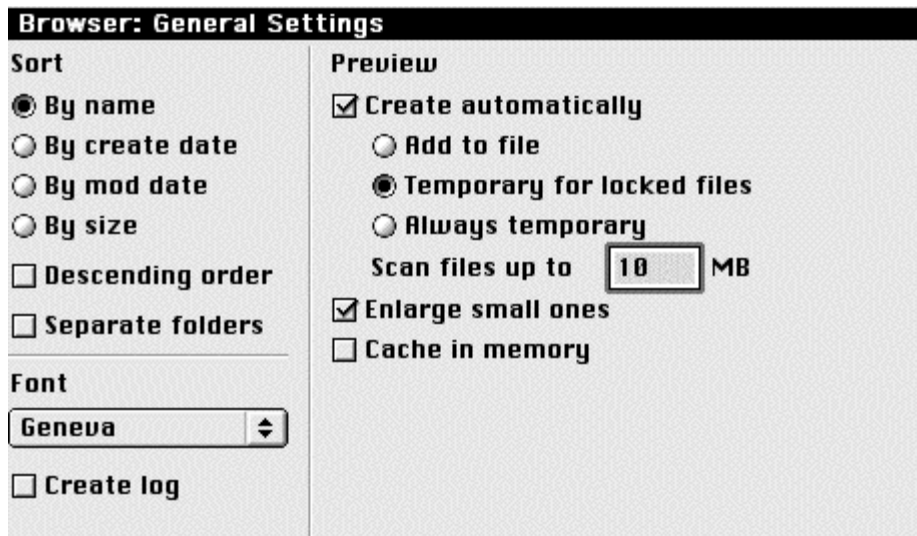 Browser: General Settings
Sort
By name
By create date
By mod date
By size
Descending order
Separate folders
Font
Geneva
Create log
Preview
Create automatically
Add to file
Temporary for locked files
Always temporary
Scan files up to 10 MB
Enlarge small ones
Cache in memory